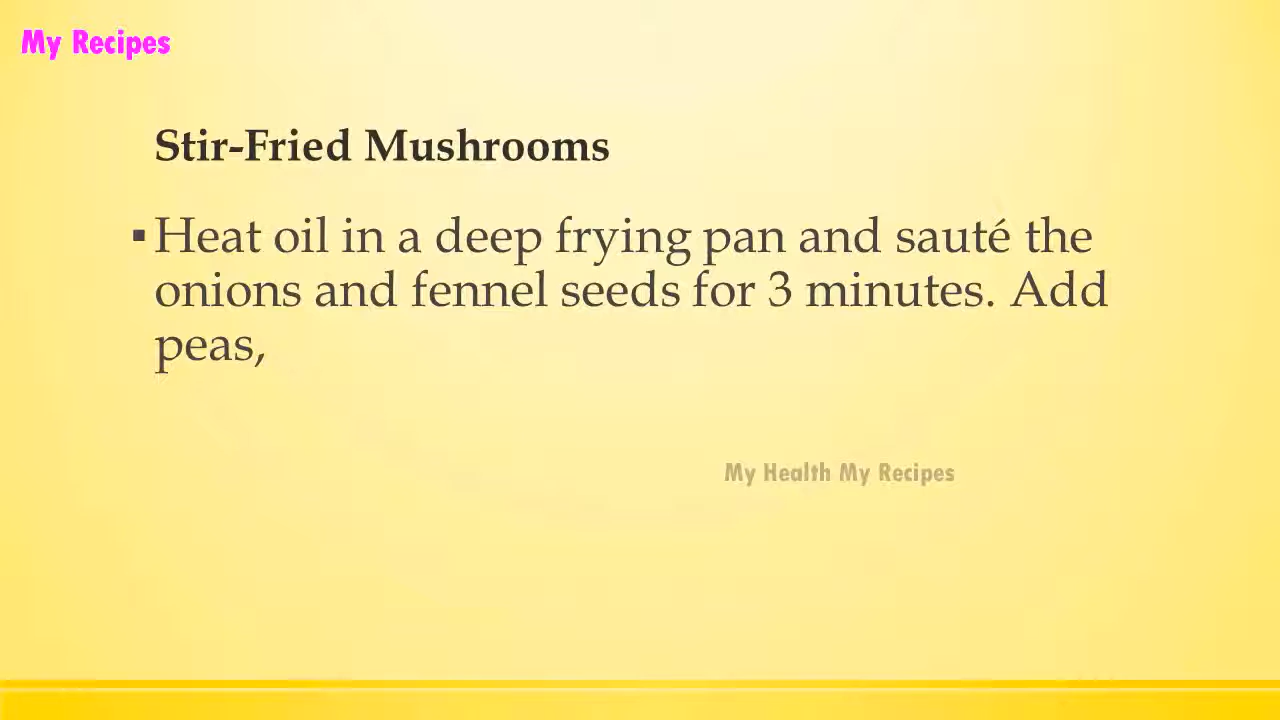 My Recipes
Stir-Fried Mushrooms
▪ Heat oil in a deep frying pan and sauté the
onions and fennel seeds for 3 minutes. Add
peas,
My Health My Recipes